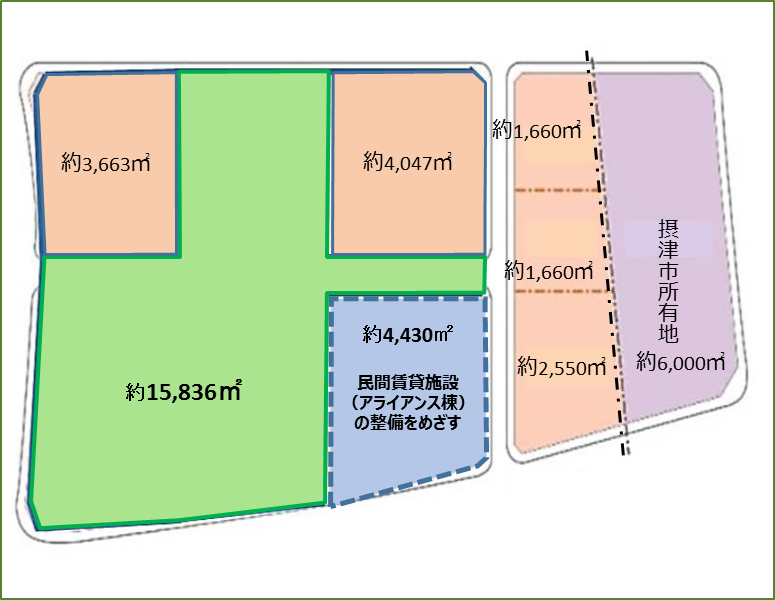 約3,663㎡
約4,047㎡
約1,660㎡
約1,660㎡
約2,550㎡
摂津市所有地
約6,000㎡
約15,836㎡
約4,430㎡
民間賃貸施設
（アライアンス棟）
の整備をめざす